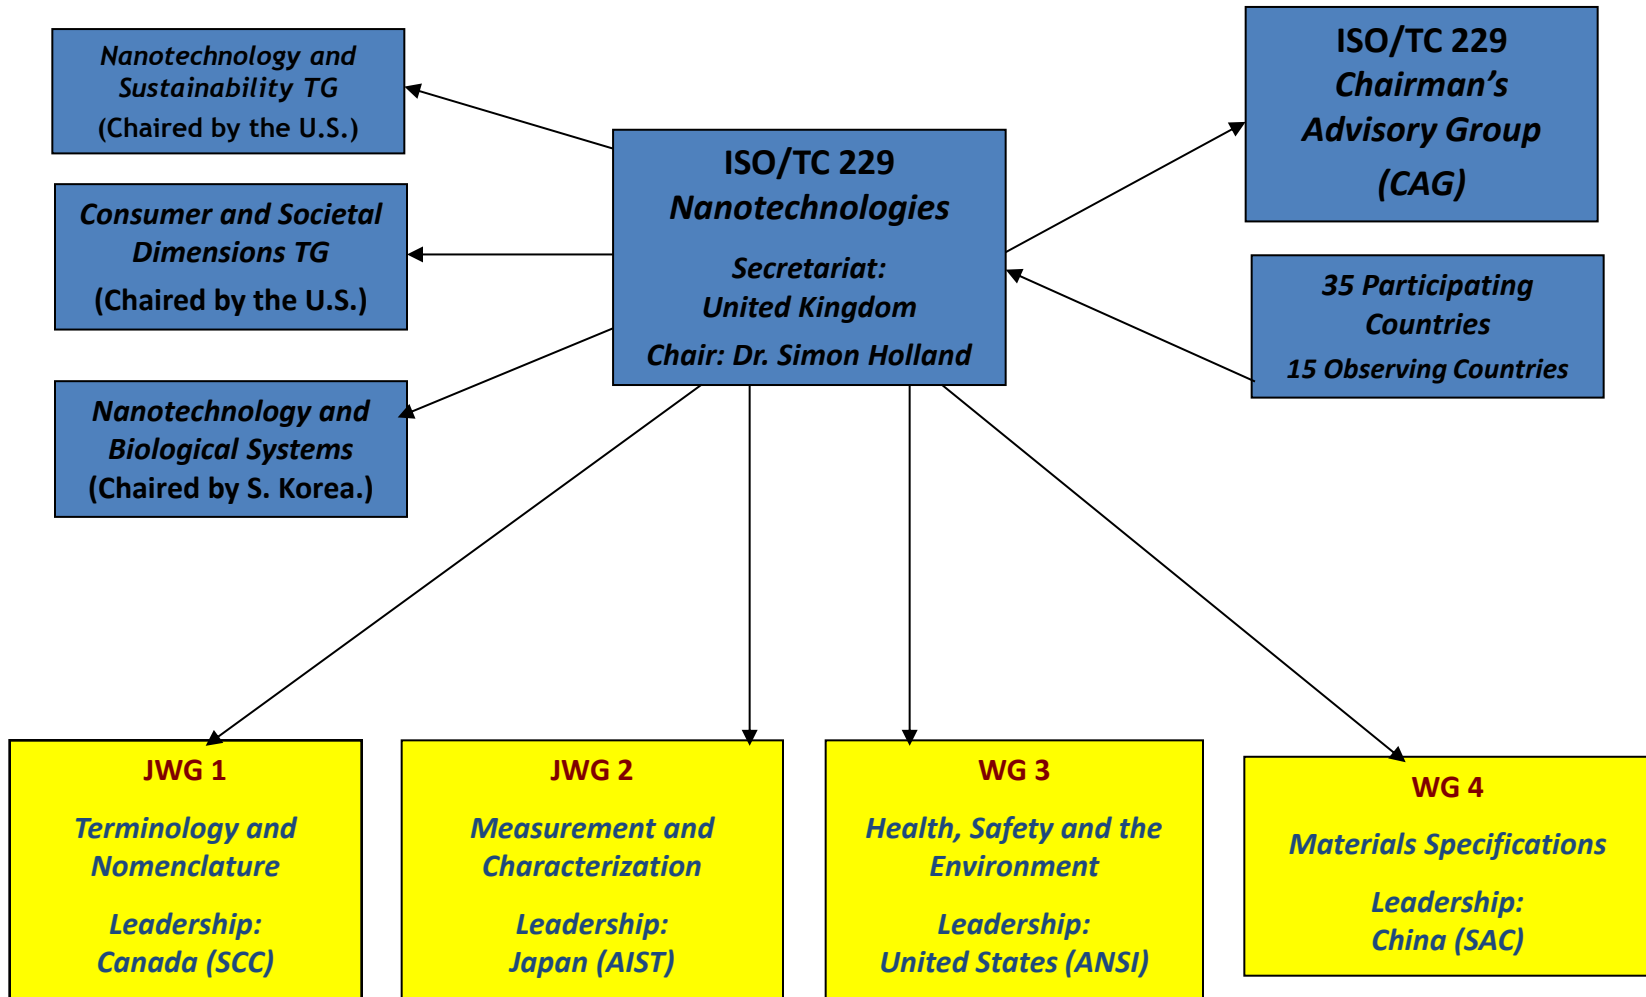 Nanotechnology and
Sustainability TG
(Chaired by the U.S.)
Consumer and Societal
Dimensions TG
(Chaired by the U.S.)
Nanotechnology and
Biological Systems
(Chaired by S. Korea.)
ISO/TC 229
Nanotechnologies
Secretariat:
United Kingdom
Chair: Dr. Simon Holland
ISO/TC 229
Chairman’s
Advisory Group
(CAG)
35 Participating
Countries
15 Observing Countries
JWG 1
Terminology and
Nomenclature
Leadership:
Canada (SCC)
JWG 2
Measurement and
Characterization
Leadership:
Japan (AIST)
WG 3
Health, Safety and the
Environment
Leadership:
United States (ANSI)
WG 4
Materials Specifications
Leadership:
China (SAC)